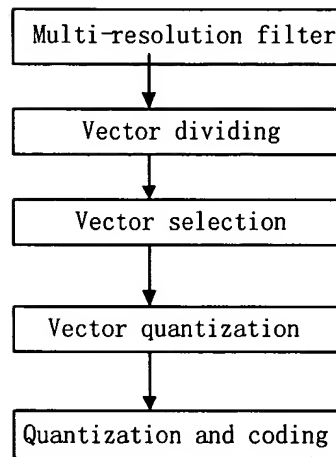 Multi-resolution filter
Vector dividing
Vector selection
Vector quantization
Quantization and coding